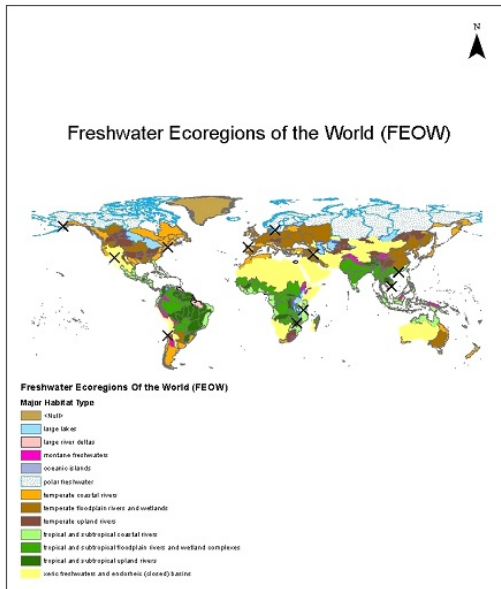 N
Freshwater Ecoregions of the World (FEOW)
Freshwater Ecoregions Of the World (FEOW)
Major Habitat Type
<Null>
large lakes
large river deltas
montane freshwaters
oceanic islands
polar freshwater
temperate coastal rivers
temperate floodplain rivers and wetlands
temperate upland rivers
tropical and subtropical coastal rivers
tropical and subtropical floodplain rivers and wetland complexes
tropical and subtropical upland rivers
xeric freshwaters and endorheic (closed) basins